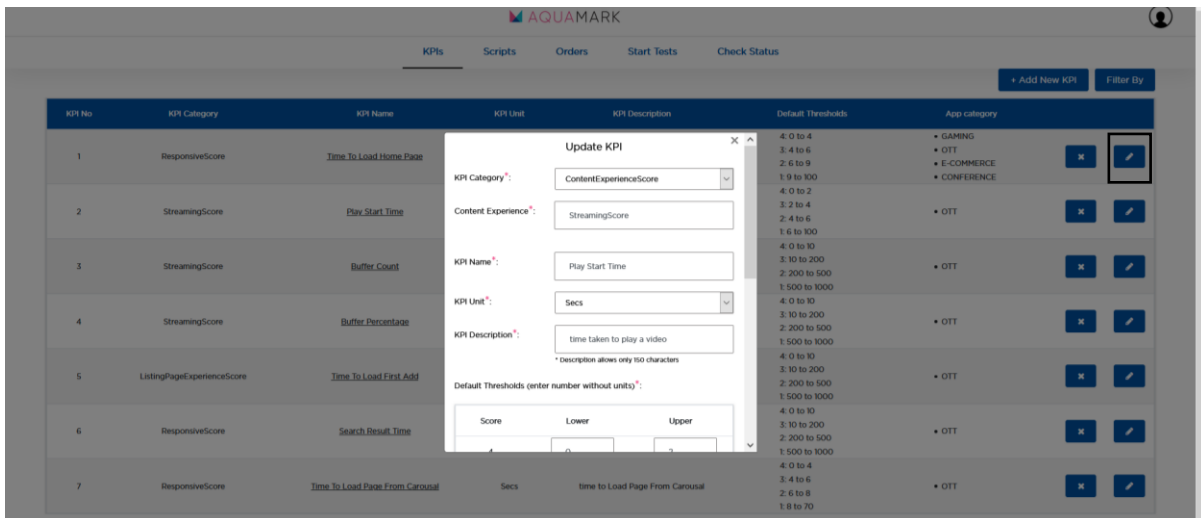 AQUAMARK
KPIs Scripts Orders Start Tests Check Status
+ Add New KPI Filter By
KPI No KPI Category KPI Name KPI Unit KPI Description Default Thresholds App category
1 ResponsiveScore Time To Load Home Page
4: 0 to 4
3: 4 to 6
2: 6 to 9
1: 9 to 100
• GAMING
• OTT
• E-COMMERCE
• CONFERENCE
2 StreamingScore Play Start Time
4: 0 to 2
3: 2 to 4
2: 4 to 6
1: 6 to 100
• OTT
3 StreamingScore Buffer Count
4: 0 to 10
3: 10 to 200
2: 200 to 500
1: 500 to 1000
• OTT
4 StreamingScore Buffer Percentage
4: 0 to 10
3: 10 to 200
2: 200 to 500
1: 500 to 1000
• OTT
5 ListingPageExperienceScore Time To Load First Add
4: 0 to 10
3: 10 to 200
2: 200 to 500
1: 500 to 1000
• OTT
6 ResponsiveScore Search Result Time
4: 0 to 10
3: 10 to 200
2: 200 to 500
1: 500 to 1000
• OTT
7 ResponsiveScore Time To Load Page From Carousal Secs time to Load Page From Carousal
4: 0 to 4
3: 4 to 6
2: 6 to 8
1: 8 to 70
• OTT
Update KPI
KPI Category*: ContentExperienceScore
Content Experience*: StreamingScore
KPI Name*: Play Start Time
KPI Unit*: Secs
KPI Description*: time taken to play a video
* Description allows only 150 characters
Default Thresholds (enter number without units)*:
Score Lower Upper